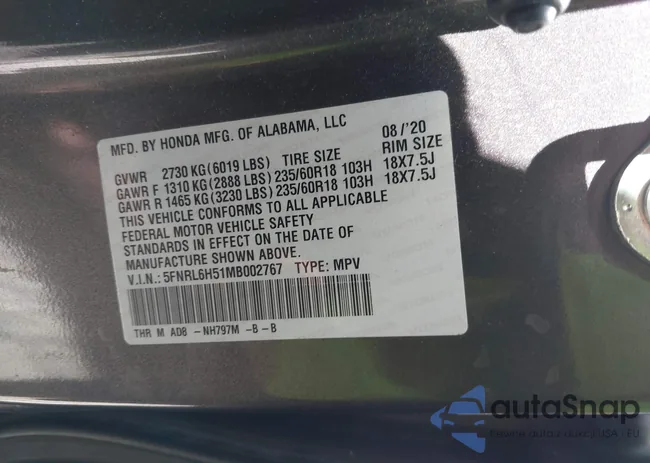 MFD. BY HONDA MFG. OF ALABAMA, LLC 08/'20
GVWR 2730 KG(6019 LBS) TIRE SIZE RIM SIZE
GAWR F 1310 KG(2888 LBS)235/60R18 103H 18X7.5J
GAWR R 1465 KG(3230 LBS)235/60R18 103H 18X7.5J
THIS VEHICLE CONFORMS TO ALL APPLICABLE
FEDERAL MOTOR VEHICLE SAFETY
STANDARDS IN EFFECT ON THE DATE OF
MANUFACTURE SHOWN ABOVE.
V.I.N.: 5FNRL6H51MB002767 TYPE: MPV
THR M AD8 -NH797M -B-B
autoSnap